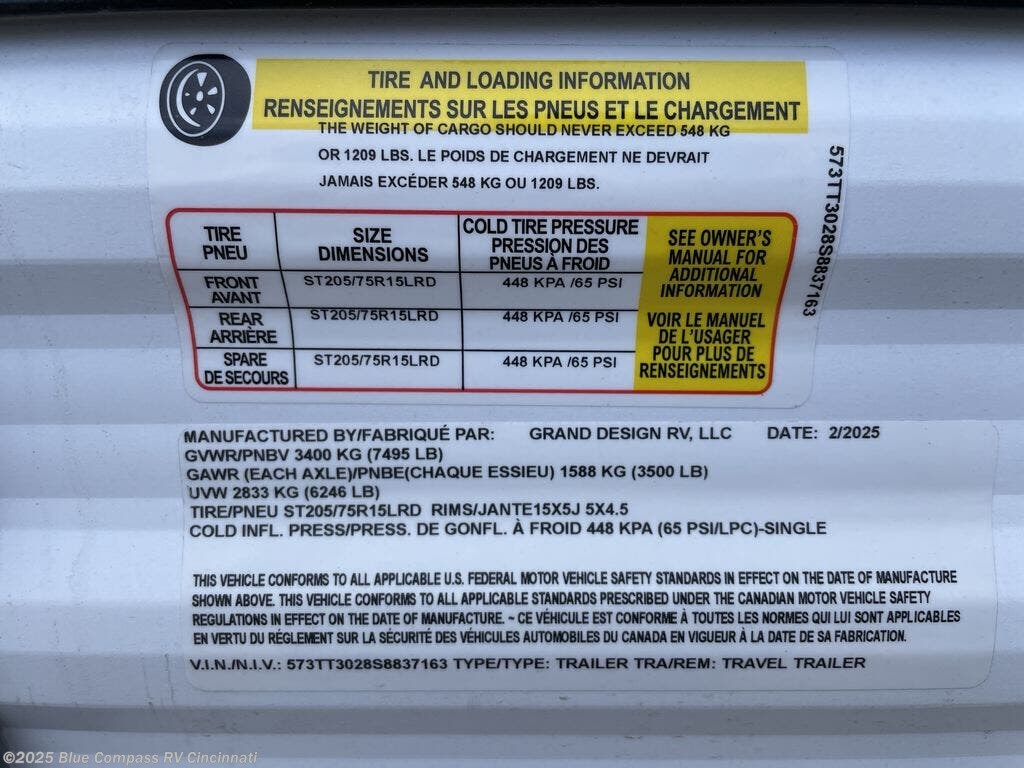 TIRE AND LOADING INFORMATION
RENSEIGNEMENTS SUR LES PNEUS ET LE CHARGEMENT
THE WEIGHT OF CARGO SHOULD NEVER EXCEED 548 KG
OR 1209 LBS. LE POIDS DE CHARGEMENT NE DEVRAIT
JAMAIS EXCÉDER 548 KG OU 1209 LBS.
573TT3028S8837163
TIRE
PNEU
SIZE
DIMENSIONS
COLD TIRE PRESSURE
PRESSION DES
PNEUS À FROID
FRONT
AVANT
ST205/75R15LRD
448 KPA /65 PSI
REAR
ARRIÈRE
ST205/75R15LRD
448 KPA /65 PSI
SPARE
DE SECOURS
ST205/75R15LRD
448 KPA /65 PSI
SEE OWNER'S
MANUAL FOR
ADDITIONAL
INFORMATION
VOIR LE MANUEL
DE L'USAGER
POUR PLUS DE
RENSEIGNEMENTS
MANUFACTURED BY/FABRIQUÉ PAR: GRAND DESIGN RV, LLC DATE: 2/2025
GVWR/PNBV 3400 KG (7495 LB)
GAWR (EACH AXLE)/PNBE(CHAQUE ESSIEU) 1588 KG (3500 LB)
UVW 2833 KG (6246 LB)
TIRE/PNEU ST205/75R15LRD RIMS/JANTE15X5J 5X4.5
COLD INFL. PRESS/PRESS. DE GONFL. À FROID 448 KPA (65 PSI/LPC)-SINGLE
THIS VEHICLE CONFORMS TO ALL APPLICABLE U.S. FEDERAL MOTOR VEHICLE SAFETY STANDARDS IN EFFECT ON THE DATE OF MANUFACTURE
SHOWN ABOVE. THIS VEHICLE CONFORMS TO ALL APPLICABLE STANDARDS PRESCRIBED UNDER THE CANADIAN MOTOR VEHICLE SAFETY
REGULATIONS IN EFFECT ON THE DATE OF MANUFACTURE. ~ CE VÉHICULE EST CONFORME À TOUTES LES NORMES QUI LUI SONT APPLICABLES
EN VERTU DU RÉGLEMENT SUR LA SÉCURITÉ DES VÉHICULES AUTOMOBILES DU CANADA EN VIGUEUR À LA DATE DE SA FABRICATION.
V.I.N./N.I.V.: 573TT3028S8837163 TYPE/TYPE: TRAILER TRA/REM: TRAVEL TRAILER
©2025 Blue Compass RV Cincinnati